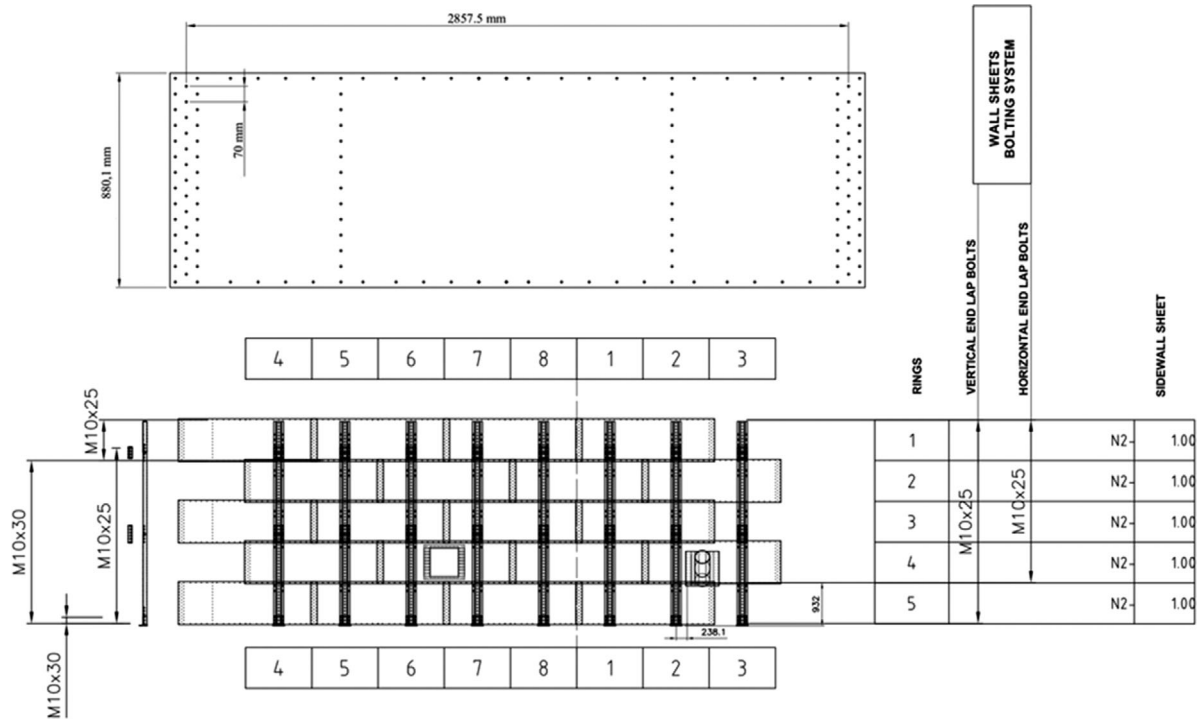 2857.5 mm
70 mm
880,1 mm
WALL SHEETS
BOLTING SYSTEM
RINGS
VERTICAL END LAP BOLTS
HORIZONTAL END LAP BOLTS
SIDEWALL SHEET
4 5 6 7 8 1 2 3
M10x25
M10x30
M10x25
M10x30
932
238.1
1 N2- 1.00
2 N2- 1.00
3 N2- 1.00
4 N2- 1.00
5 N2- 1.00
M10x25
M10x25
4 5 6 7 8 1 2 3